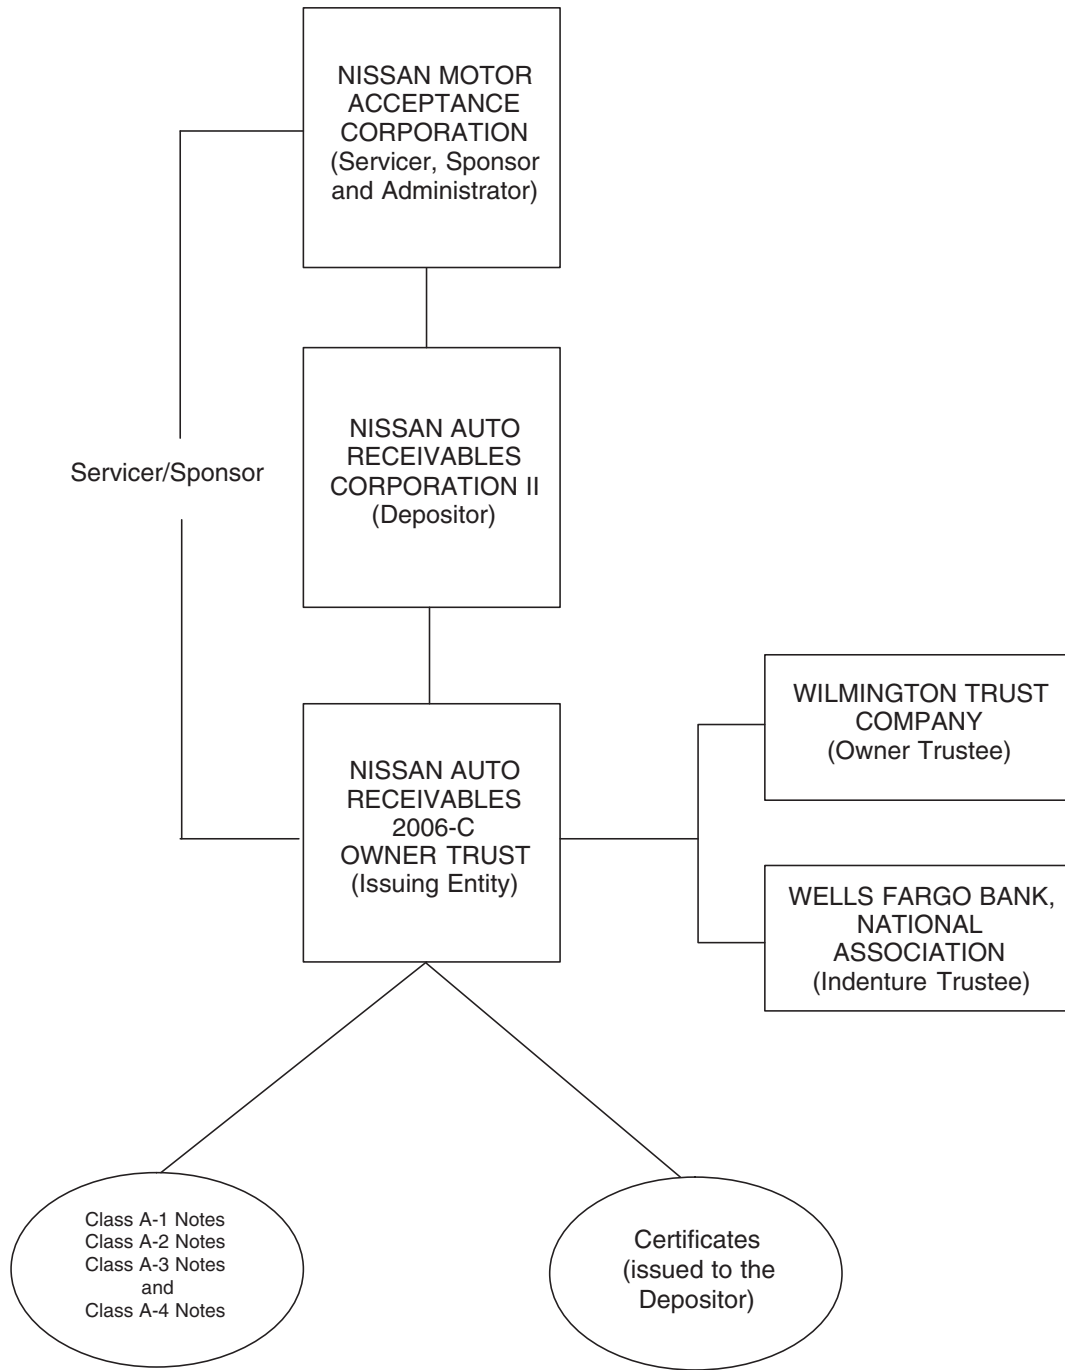 NISSAN MOTOR
ACCEPTANCE
CORPORATION
(Servicer, Sponsor
and Administrator)
Servicer/Sponsor
NISSAN AUTO
RECEIVABLES
CORPORATION II
(Depositor)
NISSAN AUTO
RECEIVABLES
2006-C
OWNER TRUST
(Issuing Entity)
WILMINGTON TRUST
COMPANY
(Owner Trustee)
WELLS FARGO BANK,
NATIONAL
ASSOCIATION
(Indenture Trustee)
Class A-1 Notes
Class A-2 Notes
Class A-3 Notes
and
Class A-4 Notes
Certificates
(issued to the
Depositor)